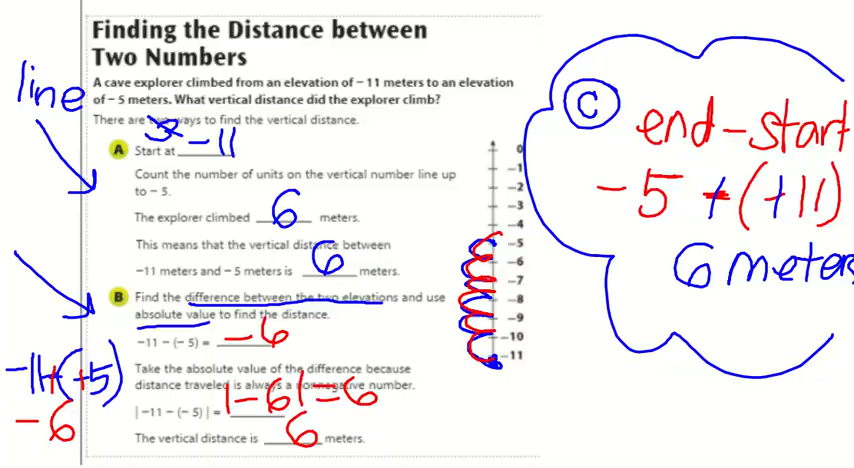 Finding the Distance between
Two Numbers
A cave explorer climbed from an elevation of −11 meters to an elevation
of −5 meters. What vertical distance did the explorer climb?
There are two ways to find the vertical distance.
3
line
A Start at −11
Count the number of units on the vertical number line up
to −5.
The explorer climbed 6 meters.
This means that the vertical distance between
−11 meters and −5 meters is 6 meters.
B Find the difference between the two elevations and use
absolute value to find the distance.
−11 − (−5) = −6
Take the absolute value of the difference because
distance traveled is always a nonnegative number.
|−11 − (−5)| = |−6| = 6
The vertical distance is 6 meters.
−11+(+5)
−6
0
−1
−2
−3
−4
−5
−6
−7
−8
−9
−10
−11
C
end − start
−5 + (+11)
6 meters